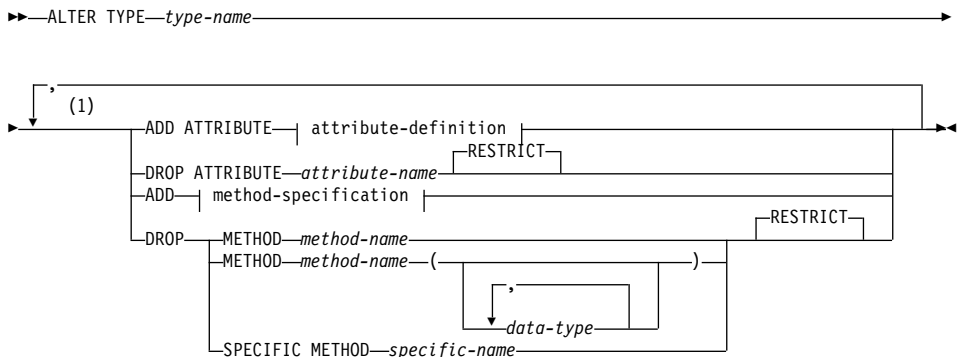 ALTER TYPE type-name
,
(1)
ADD ATTRIBUTE attribute-definition
RESTRICT
DROP ATTRIBUTE attribute-name
ADD method-specification
RESTRICT
DROP METHOD method-name
METHOD method-name ( )
,
data-type
SPECIFIC METHOD specific-name